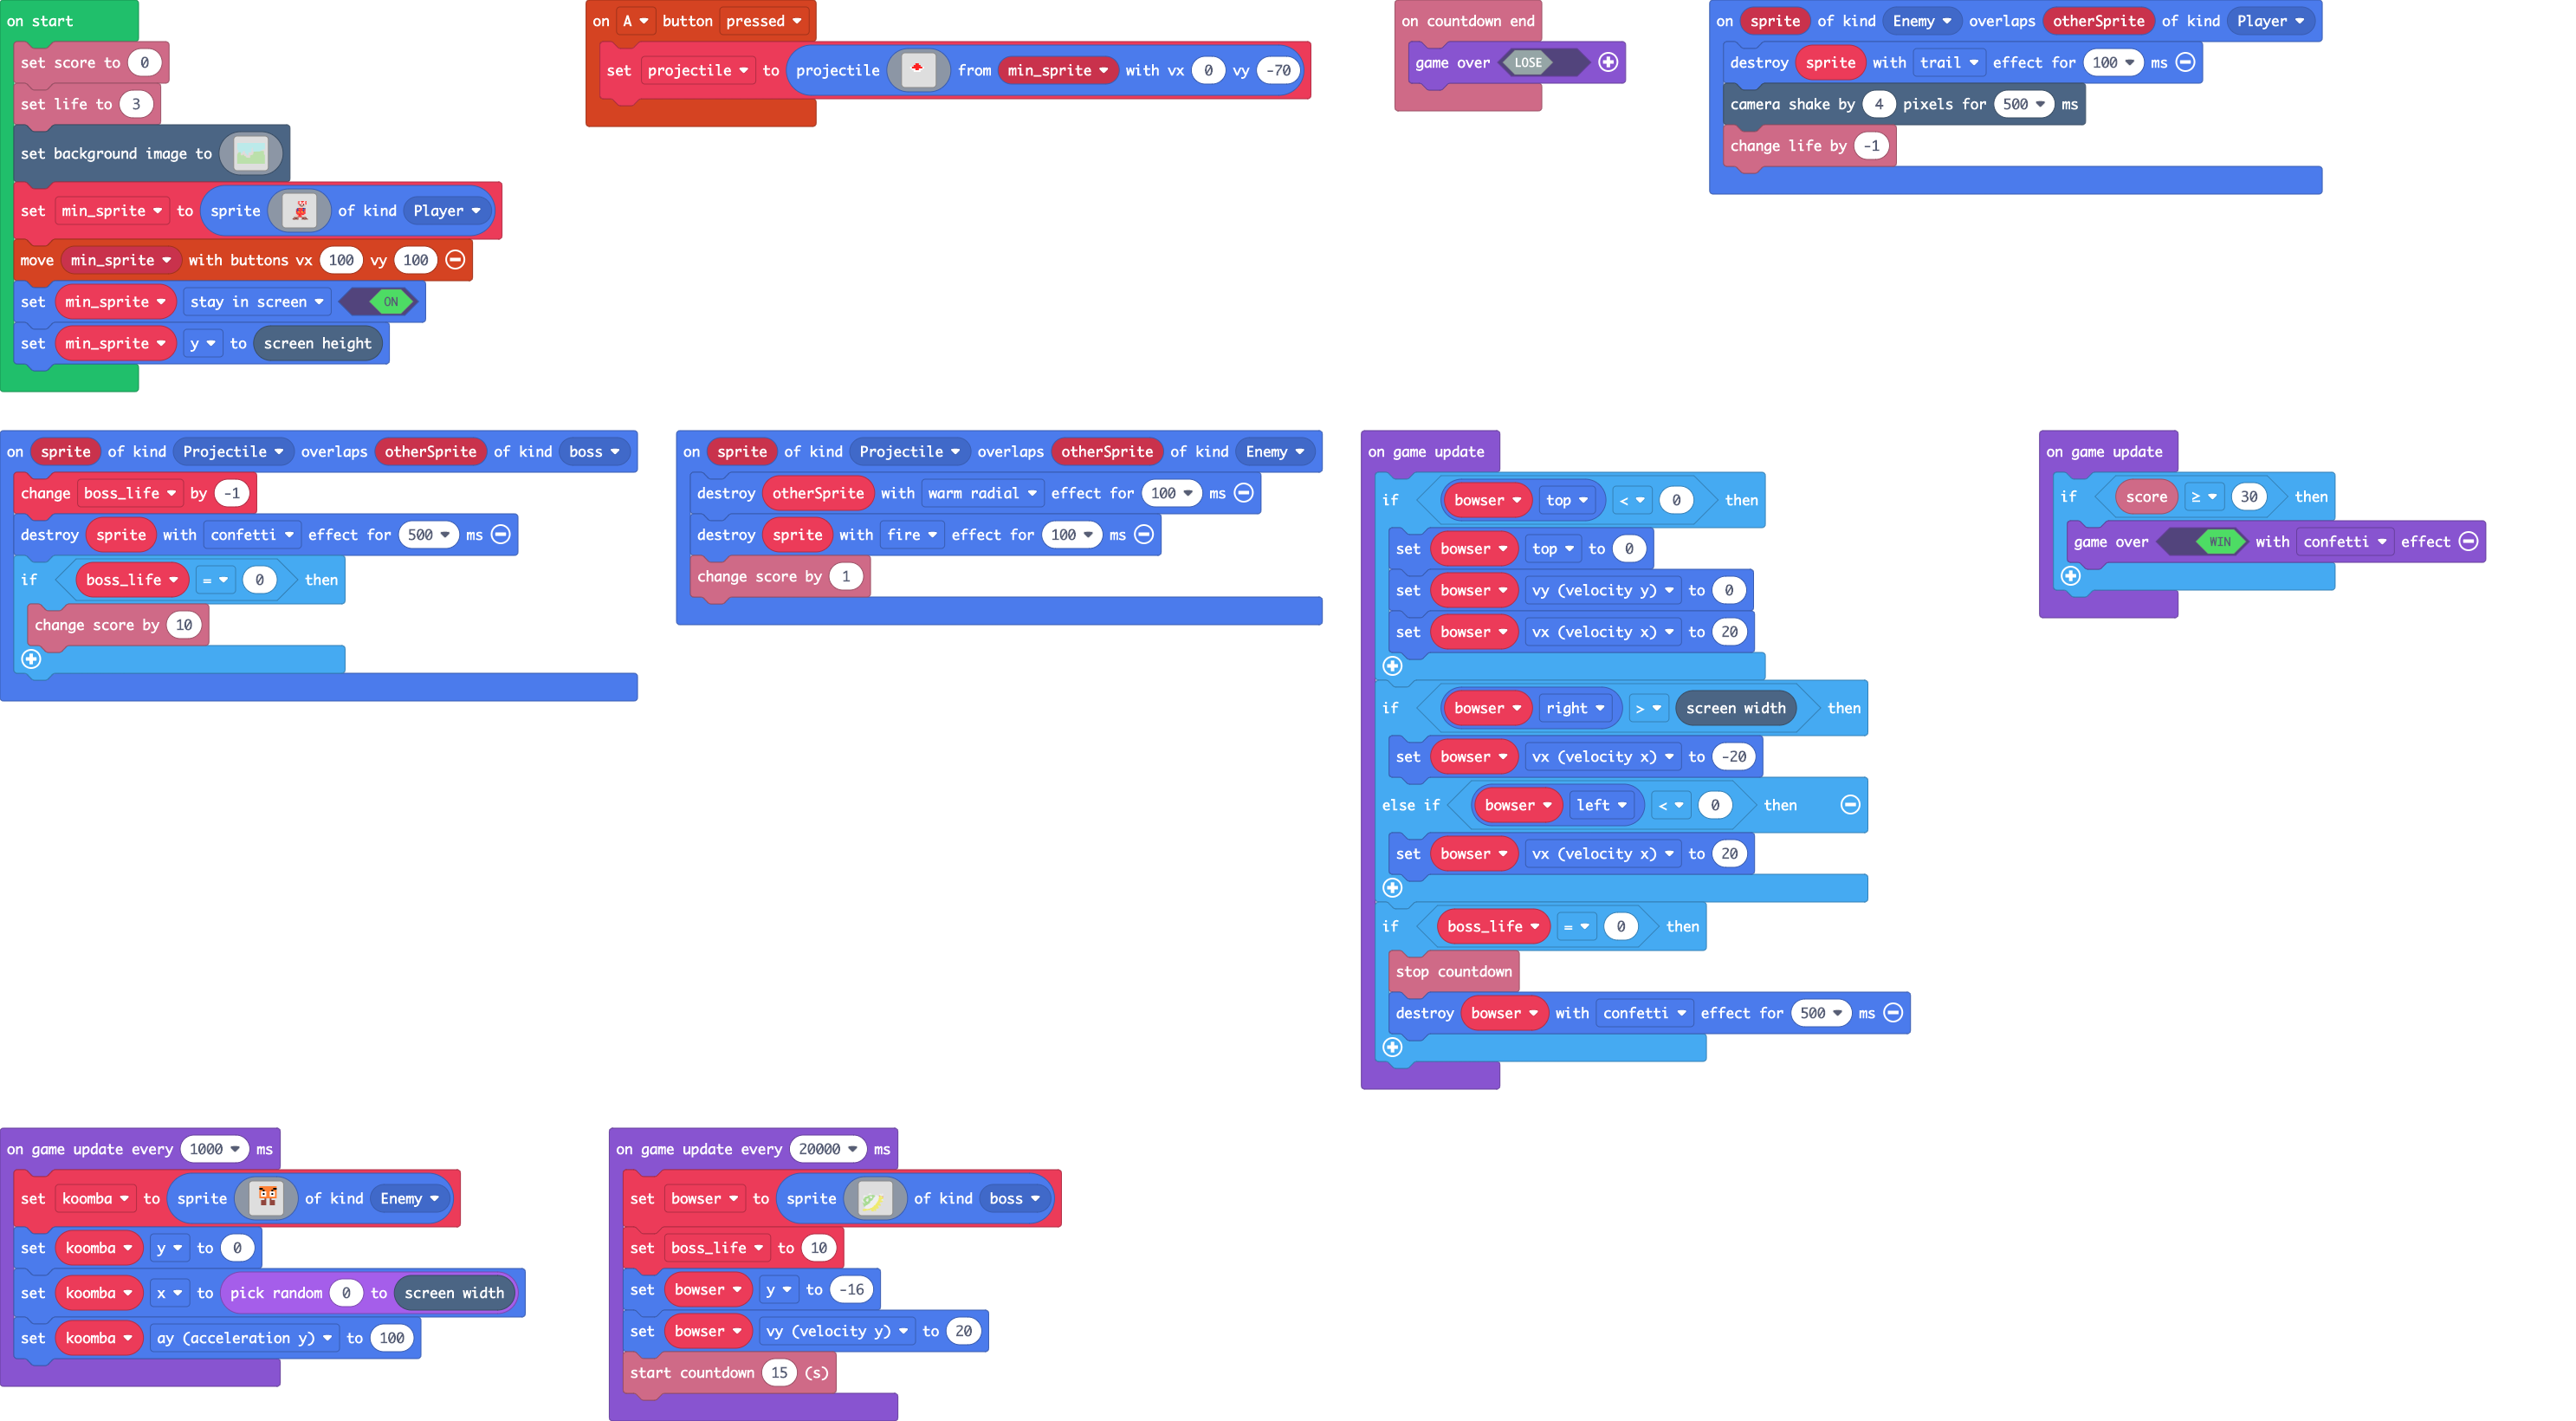 on start
set score to 0
set life to 3
set background image to
set min_sprite to sprite of kind Player
move min_sprite with buttons vx 100 vy 100
set min_sprite stay in screen ON
set min_sprite y to screen height
on A button pressed
set projectile to projectile from min_sprite with vx 0 vy -70
on countdown end
game over LOSE
on sprite of kind Enemy overlaps otherSprite of kind Player
destroy sprite with trail effect for 100 ms
camera shake by 4 pixels for 500 ms
change life by -1
on sprite of kind Projectile overlaps otherSprite of kind boss
change boss_life by -1
destroy sprite with confetti effect for 500 ms
if boss_life = 0 then
change score by 10
on sprite of kind Projectile overlaps otherSprite of kind Enemy
destroy otherSprite with warm radial effect for 100 ms
destroy sprite with fire effect for 100 ms
change score by 1
on game update
if bowser top < 0 then
set bowser top to 0
set bowser vy (velocity y) to 0
set bowser vx (velocity x) to 20
if bowser right > screen width then
set bowser vx (velocity x) to -20
else if bowser left < 0 then
set bowser vx (velocity x) to 20
if boss_life = 0 then
stop countdown
destroy bowser with confetti effect for 500 ms
on game update
if score ≥ 30 then
game over WIN with confetti effect
on game update every 1000 ms
set koomba to sprite of kind Enemy
set koomba y to 0
set koomba x to pick random 0 to screen width
set koomba ay (acceleration y) to 100
on game update every 20000 ms
set bowser to sprite of kind boss
set boss_life to 10
set bowser y to -16
set bowser vy (velocity y) to 20
start countdown 15 (s)